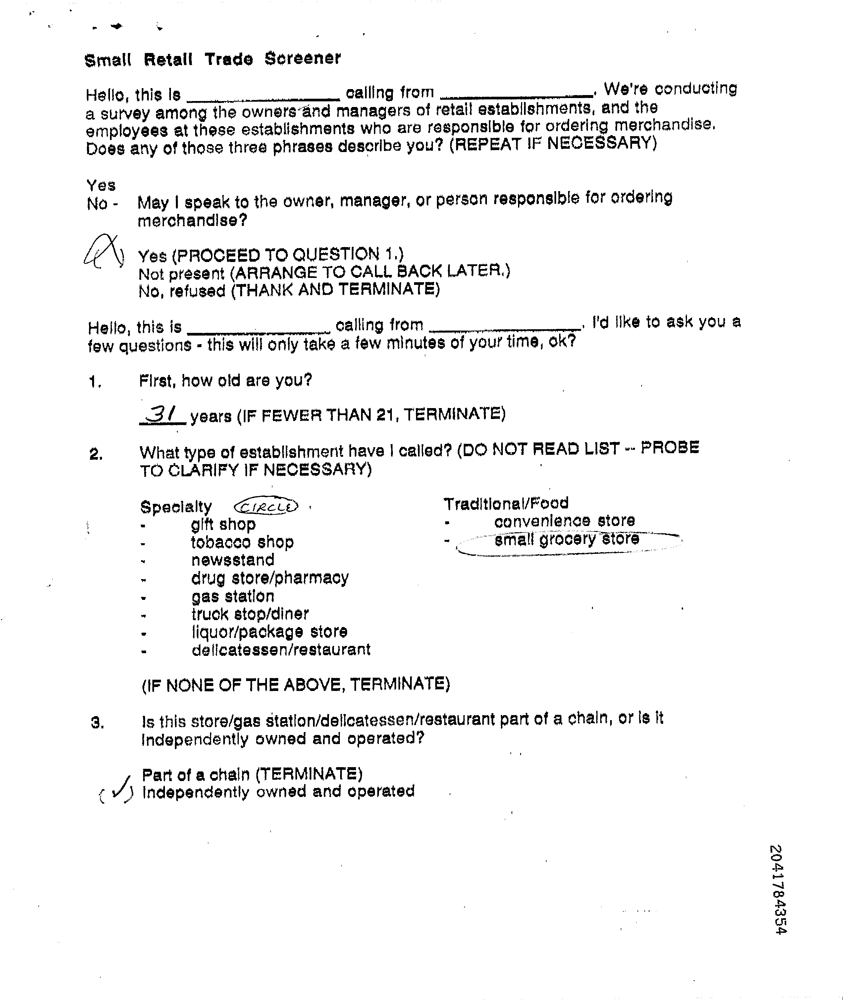 Small Retail Trade Screener
Hello, this is ____________ calling from ____________. We're conducting
a survey among the owners and managers of retail establishments, and the
employees at these establishments who are responsible for ordering merchandise.
Does any of those three phrases describe you? (REPEAT IF NECESSARY)
Yes
No - May I speak to the owner, manager, or person responsible for ordering
merchandise?
Yes (PROCEED TO QUESTION 1.)
Not present (ARRANGE TO CALL BACK LATER.)
No, refused (THANK AND TERMINATE)
Hello, this is ____________ calling from ____________. I'd like to ask you a
few questions - this will only take a few minutes of your time, ok?
1. First, how old are you?
31 years (IF FEWER THAN 21, TERMINATE)
2. What type of establishment have I called? (DO NOT READ LIST -- PROBE
TO CLARIFY IF NECESSARY)
Specialty CIRCLE
- gift shop
- tobacco shop
- newsstand
- drug store/pharmacy
- gas station
- truck stop/diner
- liquor/package store
- delicatessen/restaurant
Traditional/Food
- convenience store
- small grocery store
(IF NONE OF THE ABOVE, TERMINATE)
3. Is this store/gas station/delicatessen/restaurant part of a chain, or is it
independently owned and operated?
Part of a chain (TERMINATE)
(✓) Independently owned and operated
2041784354